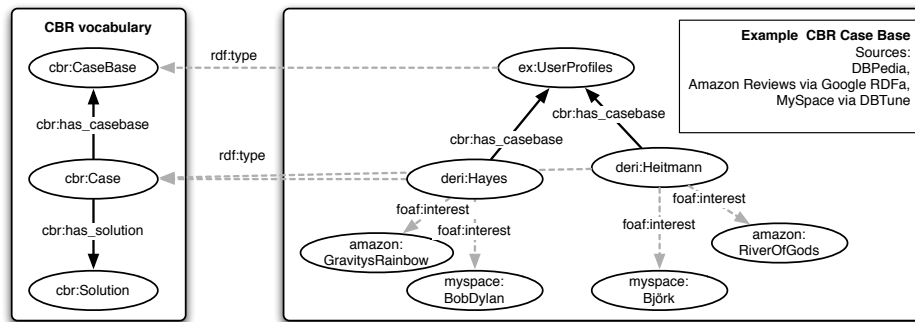 CBR vocabulary
cbr:CaseBase
cbr:has_casebase
cbr:Case
cbr:has_solution
cbr:Solution
rdf:type
rdf:type
Example CBR Case Base
Sources:
DBPedia,
Amazon Reviews via Google RDFa,
MySpace via DBTune
ex:UserProfiles
cbr:has_casebase
cbr:has_casebase
deri:Hayes
deri:Heitmann
foaf:interest
foaf:interest
foaf:interest
foaf:interest
amazon:
GravitysRainbow
myspace:
BobDylan
myspace:
Björk
amazon:
RiverOfGods